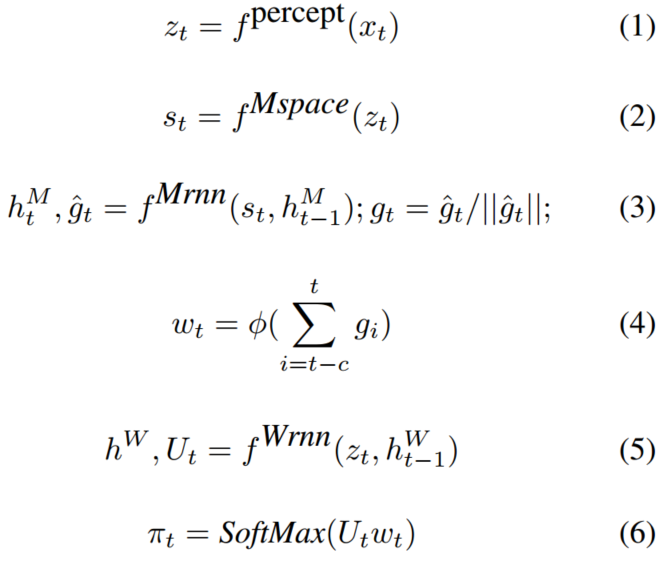 z_t = f^{percept}(x_t) (1)
s_t = f^{Mspace}(z_t) (2)
h_t^M, ĝ_t = f^{Mrnn}(s_t, h_{t-1}^M); g_t = ĝ_t/||ĝ_t||; (3)
w_t = ϕ(∑_{i=t-c}^{t} g_i) (4)
h^W, U_t = f^{Wrnn}(z_t, h_{t-1}^W) (5)
π_t = SoftMax(U_t w_t) (6)